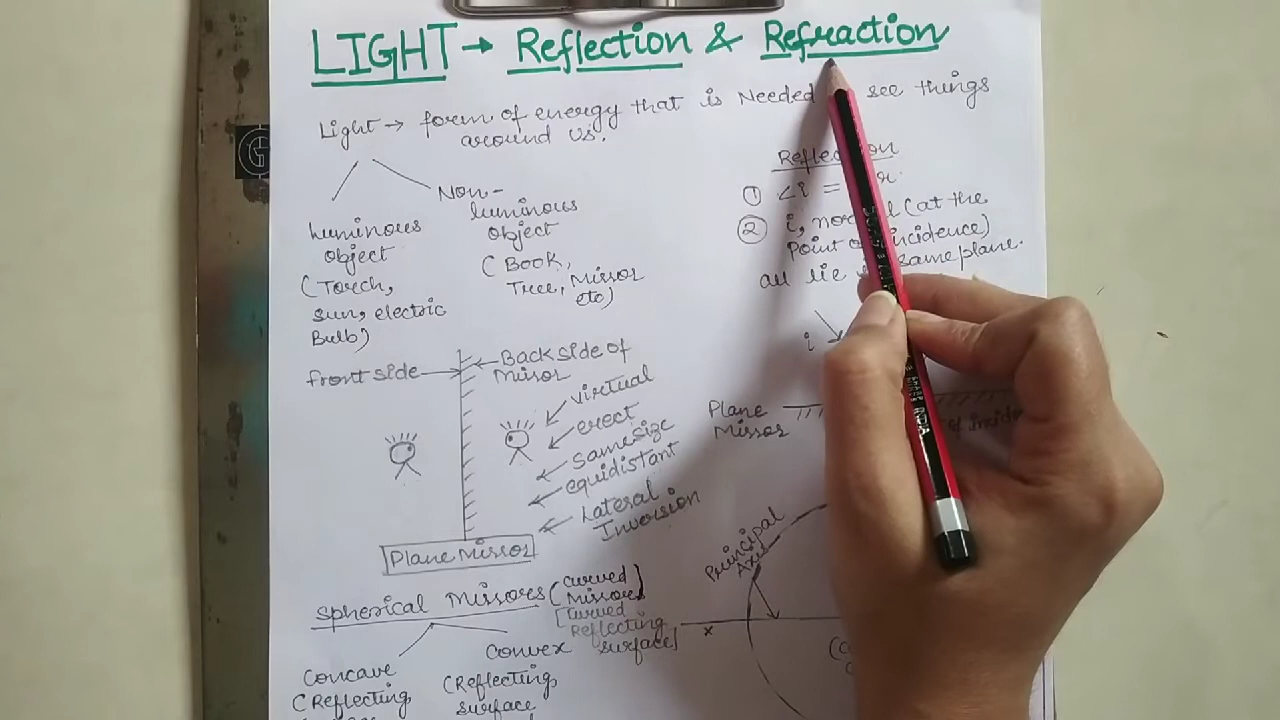 LIGHT → Reflection & Refraction
Light → form of energy that is Needed see things
around us.
Luminous
object
(Torch,
sun, electric
Bulb)
Non-
luminous
object
(Book,
Tree, Mirror
etc)
Reflection
① ∠i = r
② i, normal (at the
Point of incidence)
all lie same plane.
i
Plane
Mirror
of
front side
Back side of
Mirror
virtual
erect
same size
equidistant
Lateral
Inversion
Plane Mirror
Spherical Mirrors
[Curved
Mirrors]
[Curved
Reflecting
surface]
Concave
(Reflecting
Convex
(Reflecting
surface
Principal
Axis
x